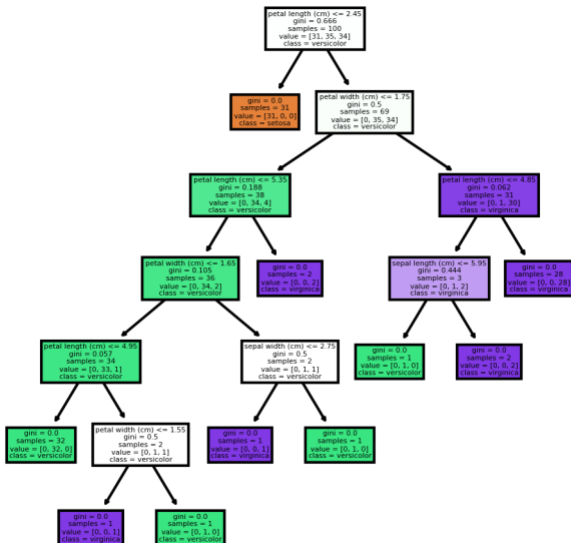 petal length (cm) <= 2.45
gini = 0.666
samples = 100
value = [31, 35, 34]
class = versicolor
gini = 0.0
samples = 31
value = [31, 0, 0]
class = setosa
petal width (cm) <= 1.75
gini = 0.5
samples = 69
value = [0, 35, 34]
class = versicolor
petal length (cm) <= 5.35
gini = 0.188
samples = 38
value = [0, 34, 4]
class = versicolor
petal length (cm) <= 4.85
gini = 0.062
samples = 31
value = [0, 1, 30]
class = virginica
petal width (cm) <= 1.65
gini = 0.105
samples = 36
value = [0, 34, 2]
class = versicolor
gini = 0.0
samples = 2
value = [0, 0, 2]
class = virginica
sepal length (cm) <= 5.95
gini = 0.444
samples = 3
value = [0, 1, 2]
class = virginica
gini = 0.0
samples = 28
value = [0, 0, 28]
class = virginica
petal length (cm) <= 4.95
gini = 0.057
samples = 34
value = [0, 33, 1]
class = versicolor
sepal width (cm) <= 2.75
gini = 0.5
samples = 2
value = [0, 1, 1]
class = versicolor
gini = 0.0
samples = 1
value = [0, 1, 0]
class = versicolor
gini = 0.0
samples = 2
value = [0, 0, 2]
class = virginica
gini = 0.0
samples = 32
value = [0, 32, 0]
class = versicolor
petal width (cm) <= 1.55
gini = 0.5
samples = 2
value = [0, 1, 1]
class = versicolor
gini = 0.0
samples = 1
value = [0, 0, 1]
class = virginica
gini = 0.0
samples = 1
value = [0, 1, 0]
class = versicolor
gini = 0.0
samples = 1
value = [0, 0, 1]
class = virginica
gini = 0.0
samples = 1
value = [0, 1, 0]
class = versicolor